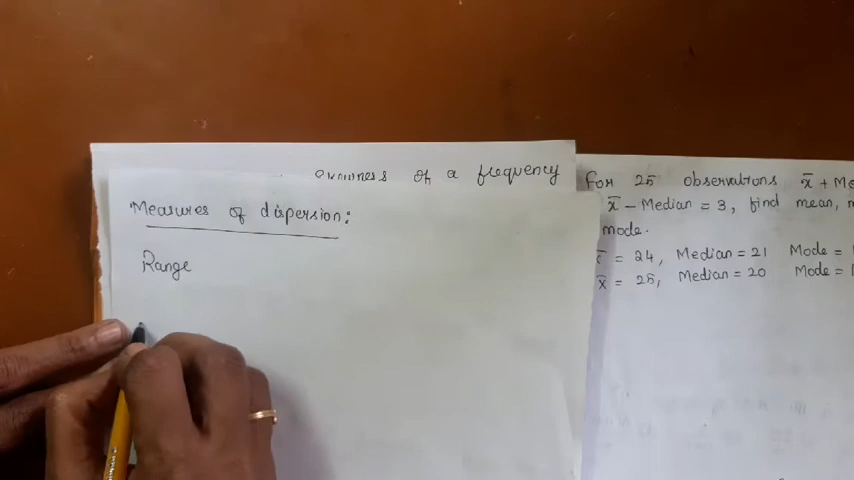 of a frequency
Measures of dispersion:
Range
For 25 observations x̄ + Me
x̄ - Median = 3, find mean, m
mode.
= 24, Median = 21 Mode =
x̄ = 25, Median = 20 Mode =